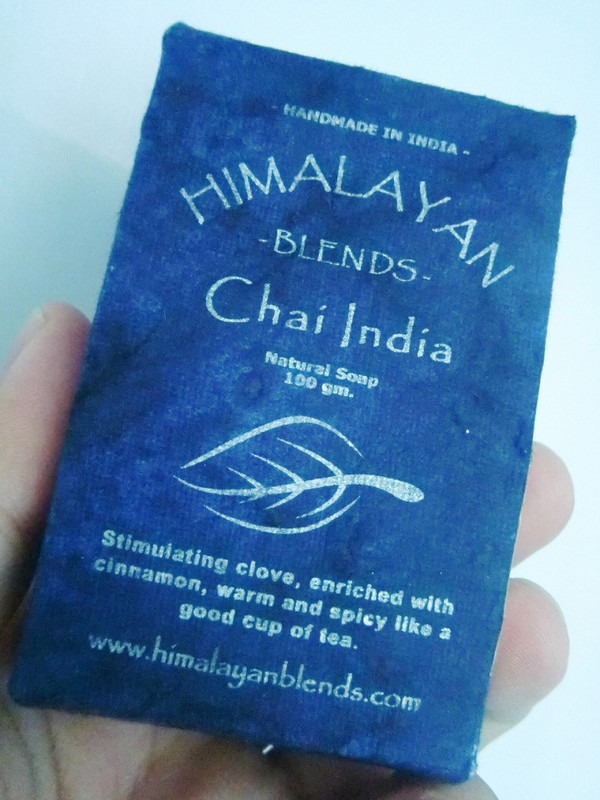 - HANDMADE IN INDIA -
HIMALAYAN
-BLENDS-
Chai India
Natural Soap
100 gm.
Stimulating clove, enriched with
cinnamon, warm and spicy like a
good cup of tea.
www.himalayanblends.com